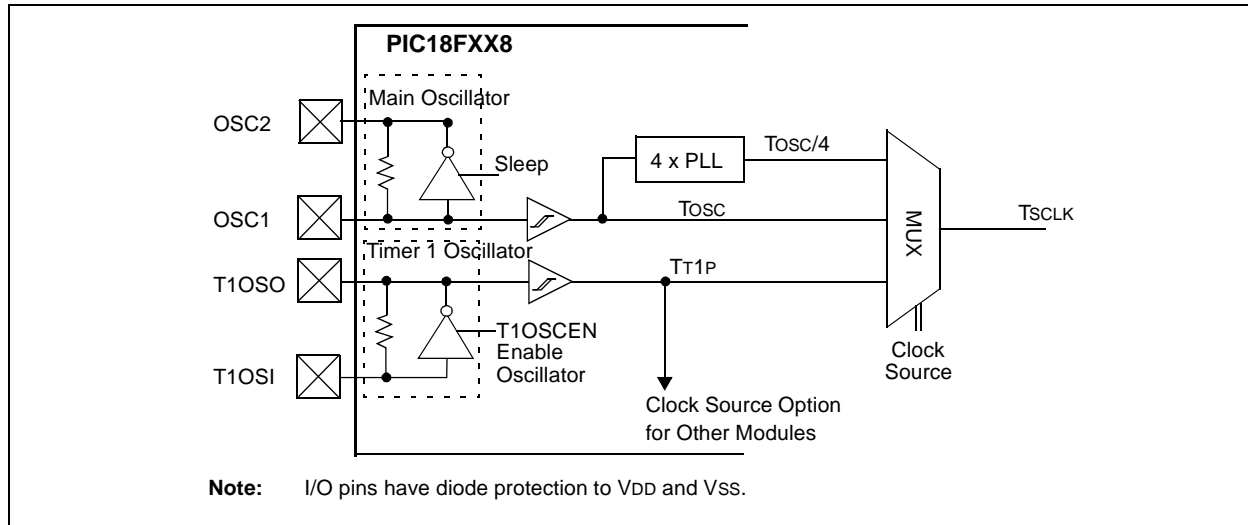 PIC18FXX8
Main Oscillator
OSC2
Sleep
4 x PLL
TOSC/4
OSC1
TOSC
MUX
TSCLK
Timer 1 Oscillator
T1OSO
TT1P
T1OSCEN
Enable
Oscillator
T1OSI
Clock
Source
Clock Source Option
for Other Modules
Note: I/O pins have diode protection to VDD and VSS.